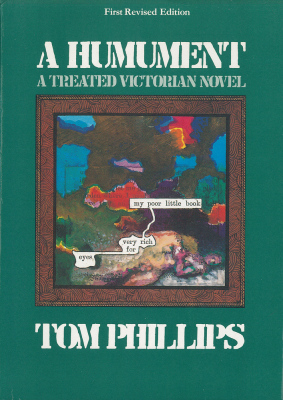 First Revised Edition
A HUMUMENT
A TREATED VICTORIAN NOVEL
my poor little book
very rich
for
eyes
TOM PHILLIPS